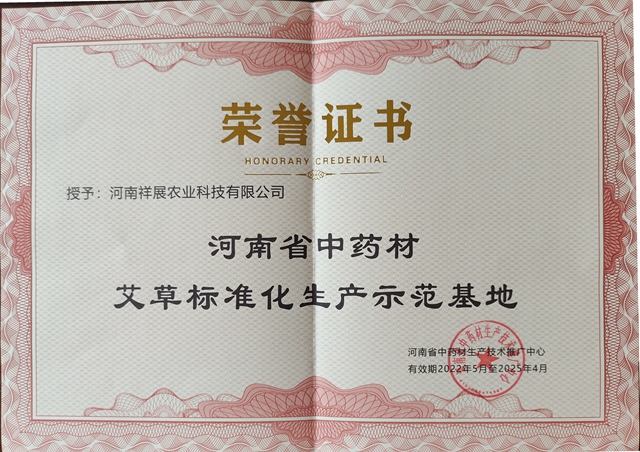 荣誉证书
HONORARY CREDENTIAL
授予：河南祥展农业科技有限公司
河南省中药材
艾草标准化生产示范基地
河南省中药材生产技术推广中心
有效期2022年5月至2025年4月